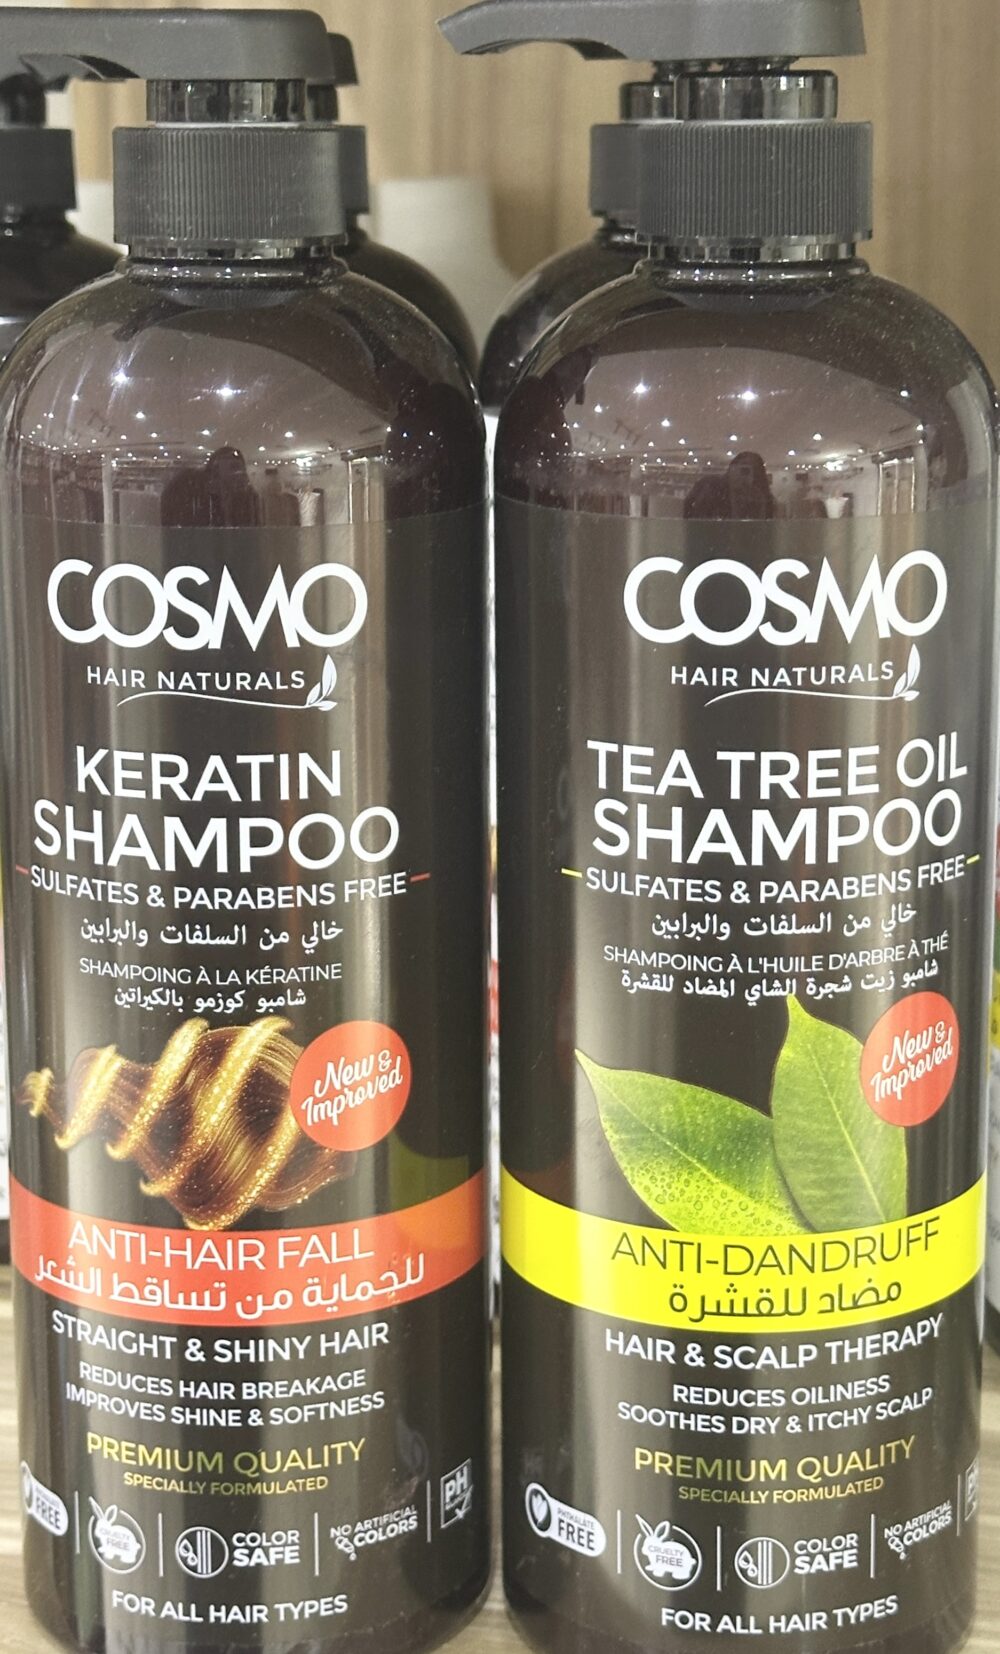 COSMO
HAIR NATURALS
KERATIN
SHAMPOO
SULFATES & PARABENS FREE
خالي من السلفات والبرابين
SHAMPOING À LA KÉRATINE
شامبو كوزمو بالكيراتين
New &
Improved
ANTI-HAIR FALL
للحماية من تساقط الشعر
STRAIGHT & SHINY HAIR
REDUCES HAIR BREAKAGE
IMPROVES SHINE & SOFTNESS
PREMIUM QUALITY
SPECIALLY FORMULATED
FREE
CRUELTY
FREE
COLOR
SAFE
NO ARTIFICIAL
COLORS
PH
FOR ALL HAIR TYPES
COSMO
HAIR NATURALS
TEA TREE OIL
SHAMPOO
SULFATES & PARABENS FREE
خالي من السلفات والبرابين
SHAMPOING À L'HUILE D'ARBRE À THÉ
شامبو زيت شجرة الشاي المضاد للقشرة
New &
Improved
ANTI-DANDRUFF
مضاد للقشرة
HAIR & SCALP THERAPY
REDUCES OILINESS
SOOTHES DRY & ITCHY SCALP
PREMIUM QUALITY
SPECIALLY FORMULATED
PHTHALATE
FREE
CRUELTY
FREE
COLOR
SAFE
NO ARTIFICIAL
COLORS
FOR ALL HAIR TYPES